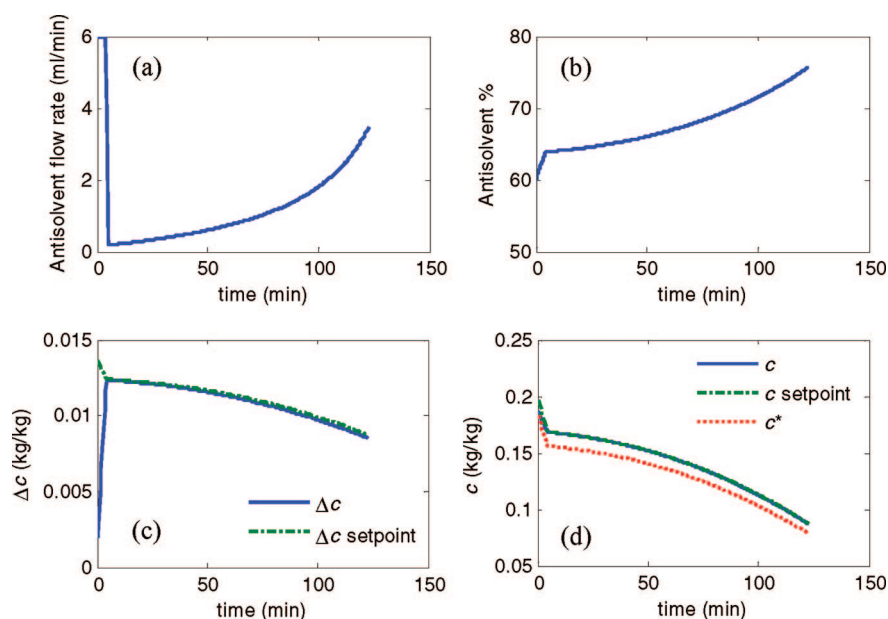 (a)
Antisolvent flow rate (ml/min)
6
4
2
0
0 50 100 150
time (min)
(b)
Antisolvent %
80
70
60
50
0 50 100 150
time (min)
(c)
Δc (kg/kg)
0.015
0.01
0.005
0
Δc
Δc setpoint
0 50 100 150
time (min)
(d)
c (kg/kg)
0.25
0.2
0.15
0.1
0.05
c
c setpoint
c*
0 50 100 150
time (min)